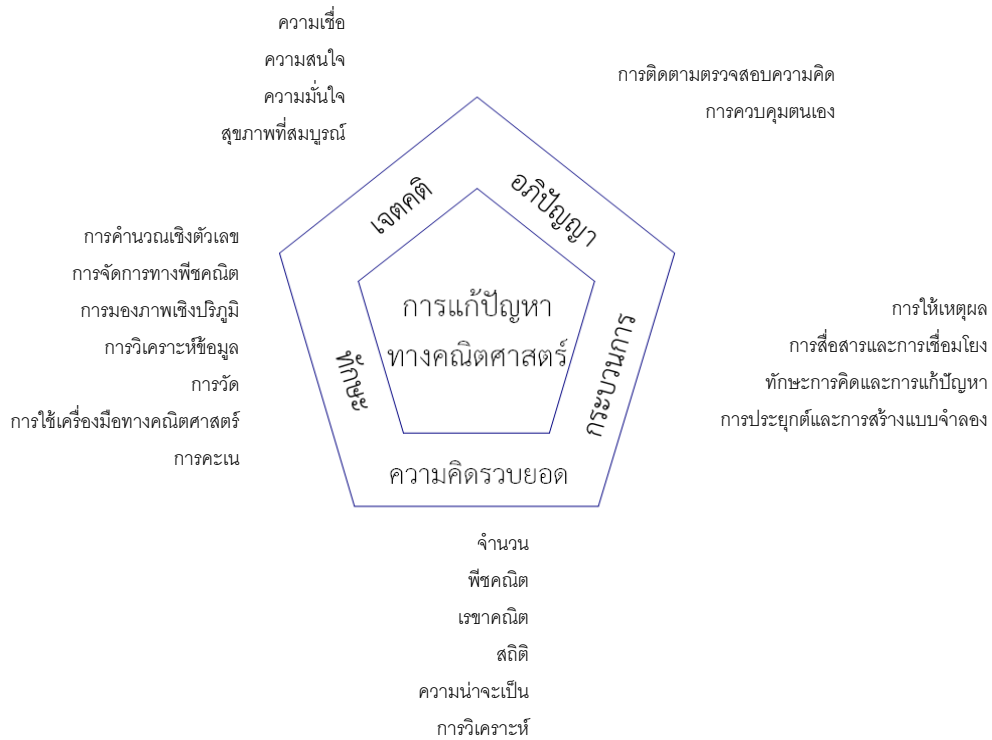 ความเชื่อ
ความสนใจ
ความมั่นใจ
สุขภาพที่สมบูรณ์
การติดตามตรวจสอบความคิด
การควบคุมตนเอง
เจตคติ
อภิปัญญา
การคำนวณเชิงตัวเลข
การจัดการทางพีชคณิต
การมองภาพเชิงปริภูมิ
การวิเคราะห์ข้อมูล
การวัด
การใช้เครื่องมือทางคณิตศาสตร์
การคะเน
ทักษะ
การแก้ปัญหา
ทางคณิตศาสตร์
กระบวนการ
การให้เหตุผล
การสื่อสารและการเชื่อมโยง
ทักษะการคิดและการแก้ปัญหา
การประยุกต์และการสร้างแบบจำลอง
ความคิดรวบยอด
จำนวน
พีชคณิต
เรขาคณิต
สถิติ
ความน่าจะเป็น
การวิเคราะห์